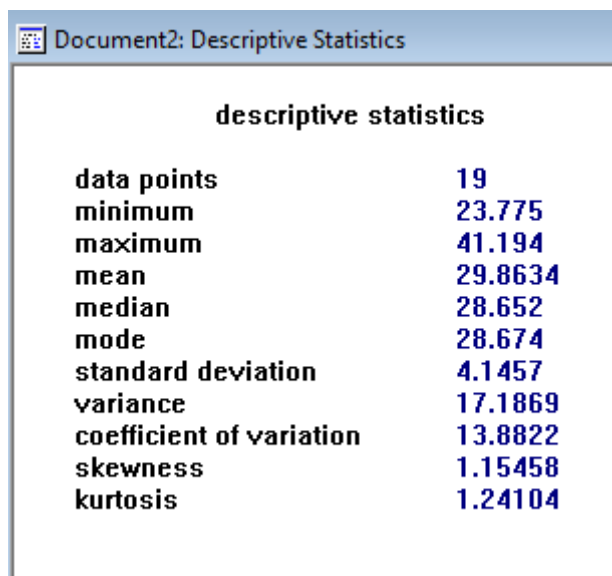 Document2: Descriptive Statistics
descriptive statistics
data points 19
minimum 23.775
maximum 41.194
mean 29.8634
median 28.652
mode 28.674
standard deviation 4.1457
variance 17.1869
coefficient of variation 13.8822
skewness 1.15458
kurtosis 1.24104